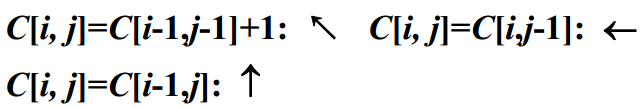 C[i, j]=C[i-1,j-1]+1: ↖ C[i, j]=C[i,j-1]: ←
C[i, j]=C[i-1,j]: ↑